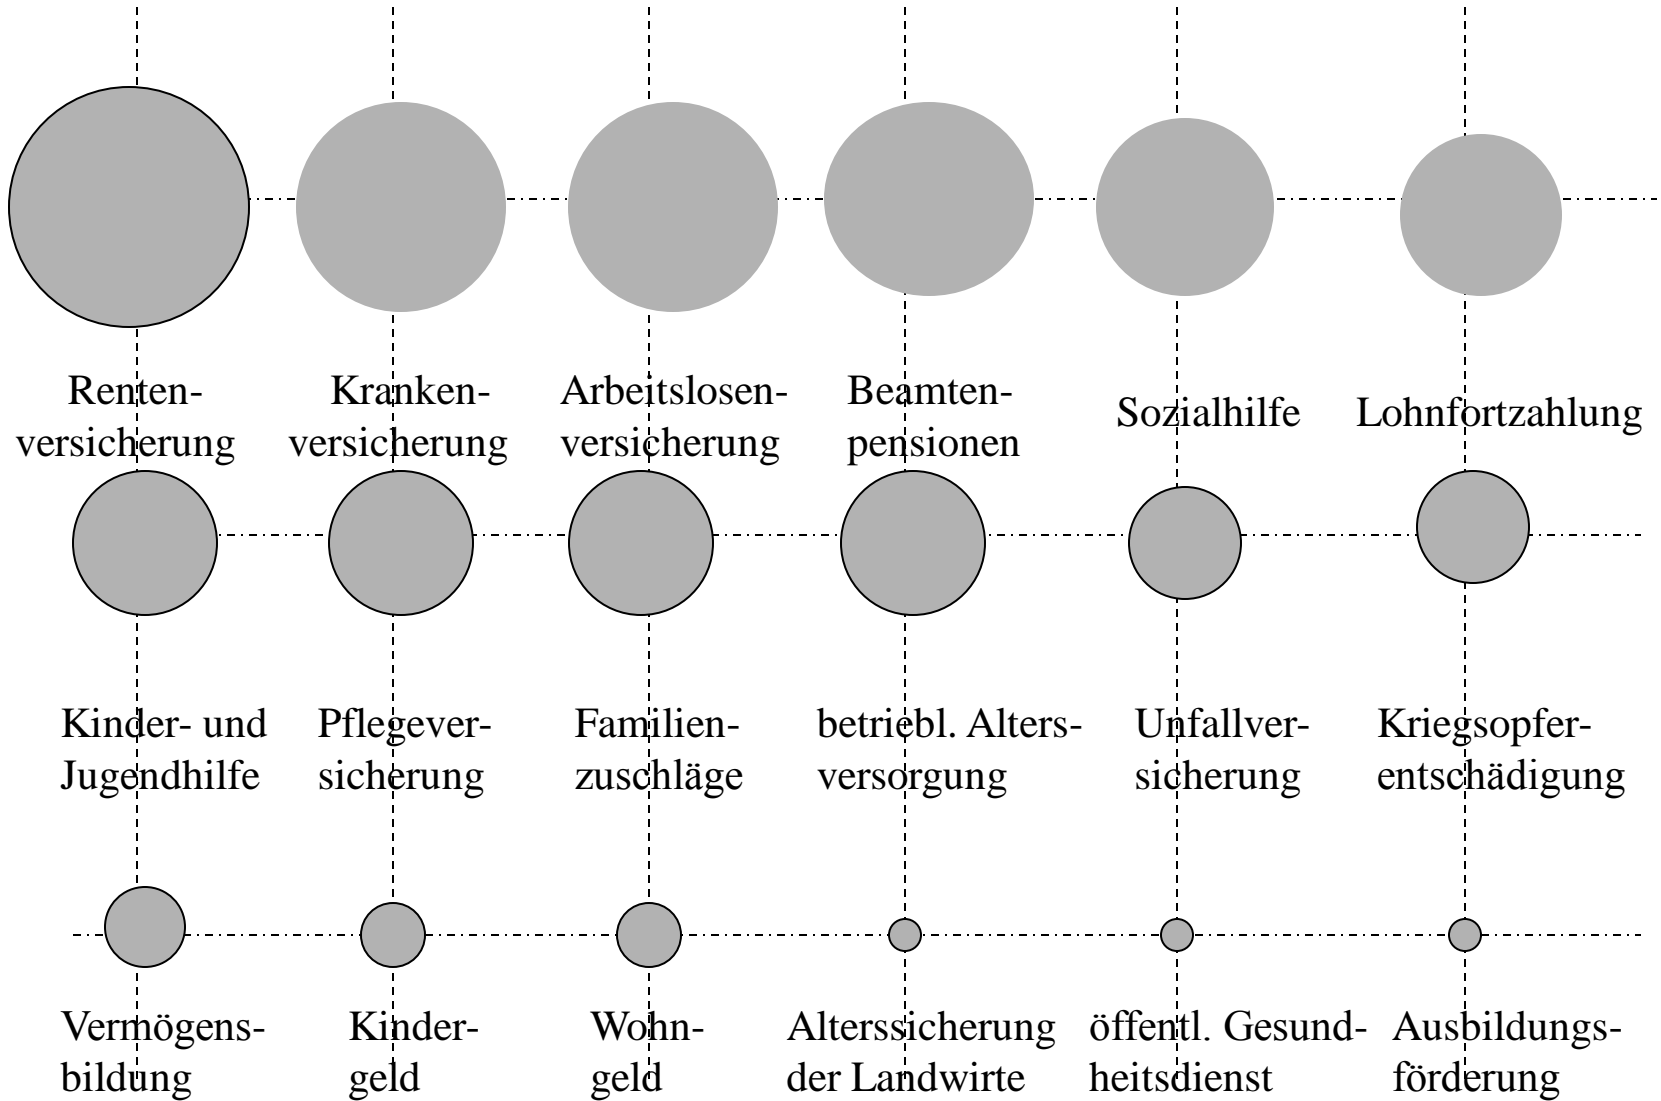 Renten-
versicherung
Kranken-
versicherung
Arbeitslosen-
versicherung
Beamten-
pensionen
Sozialhilfe
Lohnfortzahlung
Kinder- und
Jugendhilfe
Pflegever-
sicherung
Familien-
zuschläge
betriebl. Alters-
versorgung
Unfallver-
sicherung
Kriegsopfer-
entschädigung
Vermögens-
bildung
Kinder-
geld
Wohn-
geld
Alterssicherung
der Landwirte
öffentl. Gesund-
heitsdienst
Ausbildungs-
förderung